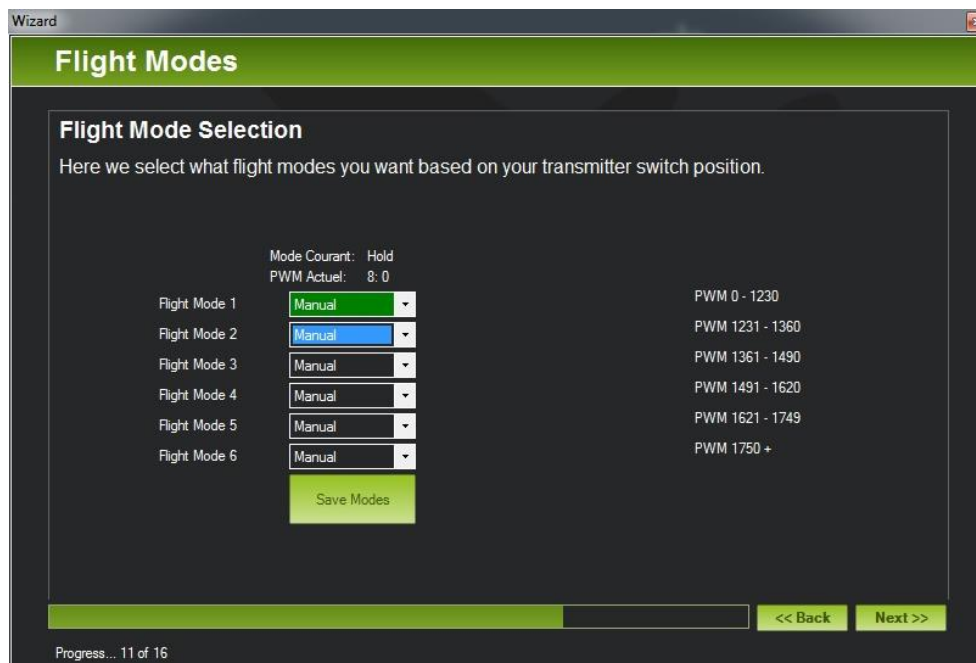 Wizard
Flight Modes
Flight Mode Selection
Here we select what flight modes you want based on your transmitter switch position.
Mode Courant: Hold
PWM Actuel: 8: 0
Flight Mode 1 Manual PWM 0 - 1230
Flight Mode 2 Manual PWM 1231 - 1360
Flight Mode 3 Manual PWM 1361 - 1490
Flight Mode 4 Manual PWM 1491 - 1620
Flight Mode 5 Manual PWM 1621 - 1749
Flight Mode 6 Manual PWM 1750 +
Save Modes
<< Back Next >>
Progress... 11 of 16